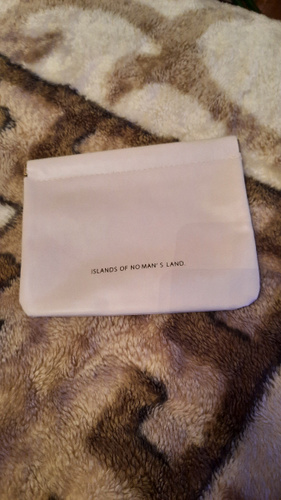 ISLANDS OF NO MAN'S LAND.